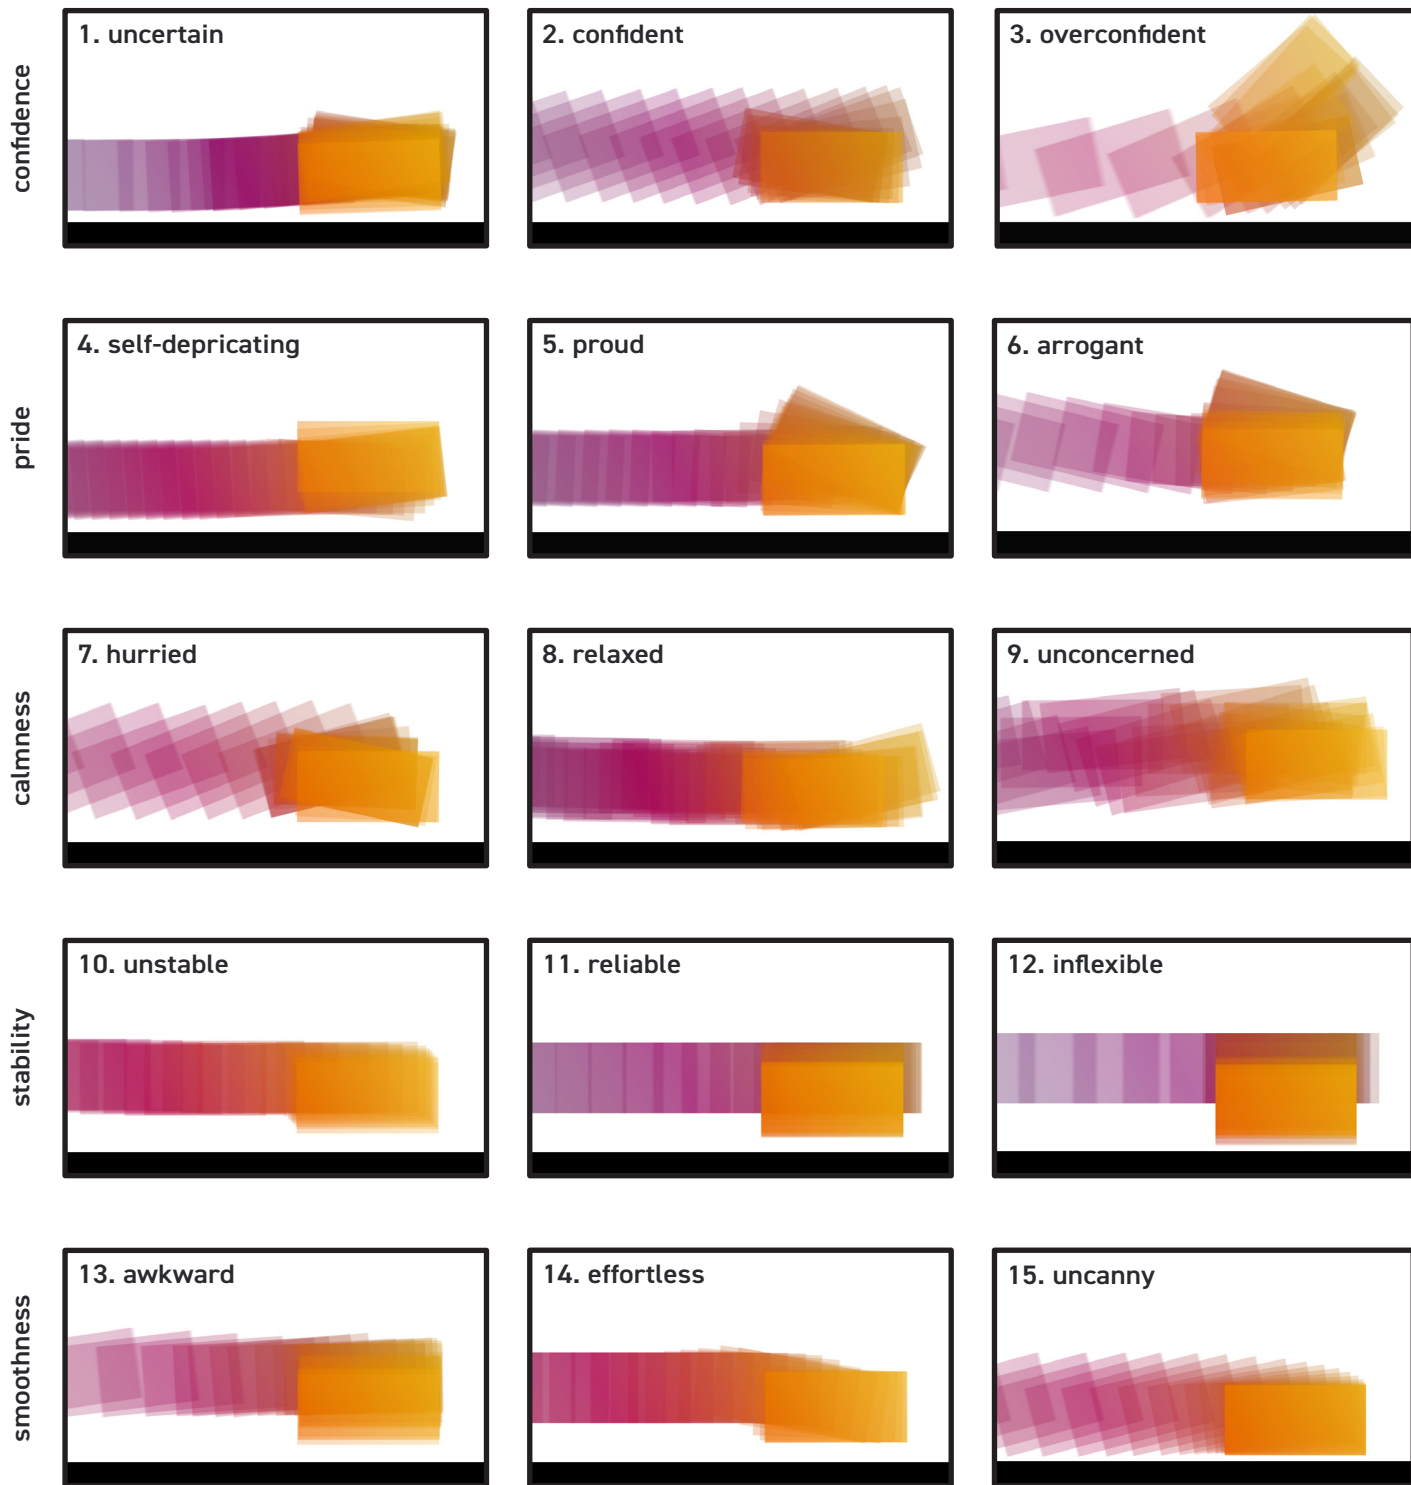 confidence
1. uncertain
2. confident
3. overconfident
pride
4. self-depricating
5. proud
6. arrogant
calmness
7. hurried
8. relaxed
9. unconcerned
stability
10. unstable
11. reliable
12. inflexible
smoothness
13. awkward
14. effortless
15. uncanny